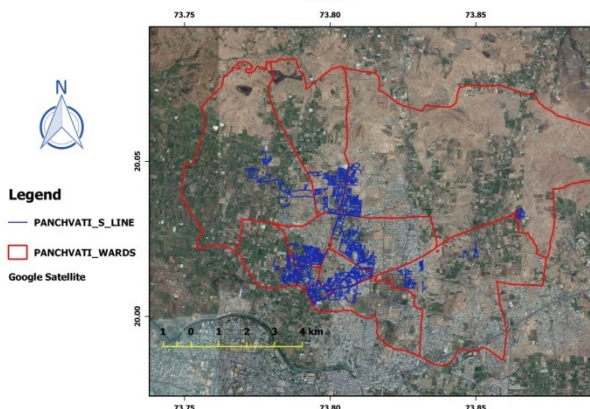 73.75 73.80 73.85
N
20.05
Legend
PANCHVATI_S_LINE
PANCHVATI_WARDS
Google Satellite
20.00
1 0 1 2 3 4 km
73.75 73.80 73.85